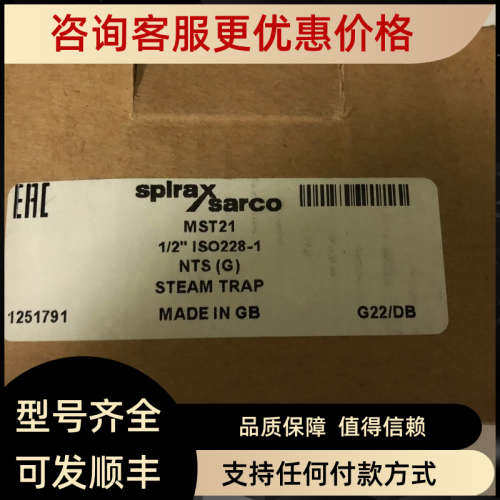 咨询客服更优惠价格
EAC
spirax
sarco
MST21
1/2" ISO228-1
NTS (G)
STEAM TRAP
1251791
MADE IN GB
G22/DB
型号齐全
品质保障 值得信赖
可发顺丰
支持任何付款方式